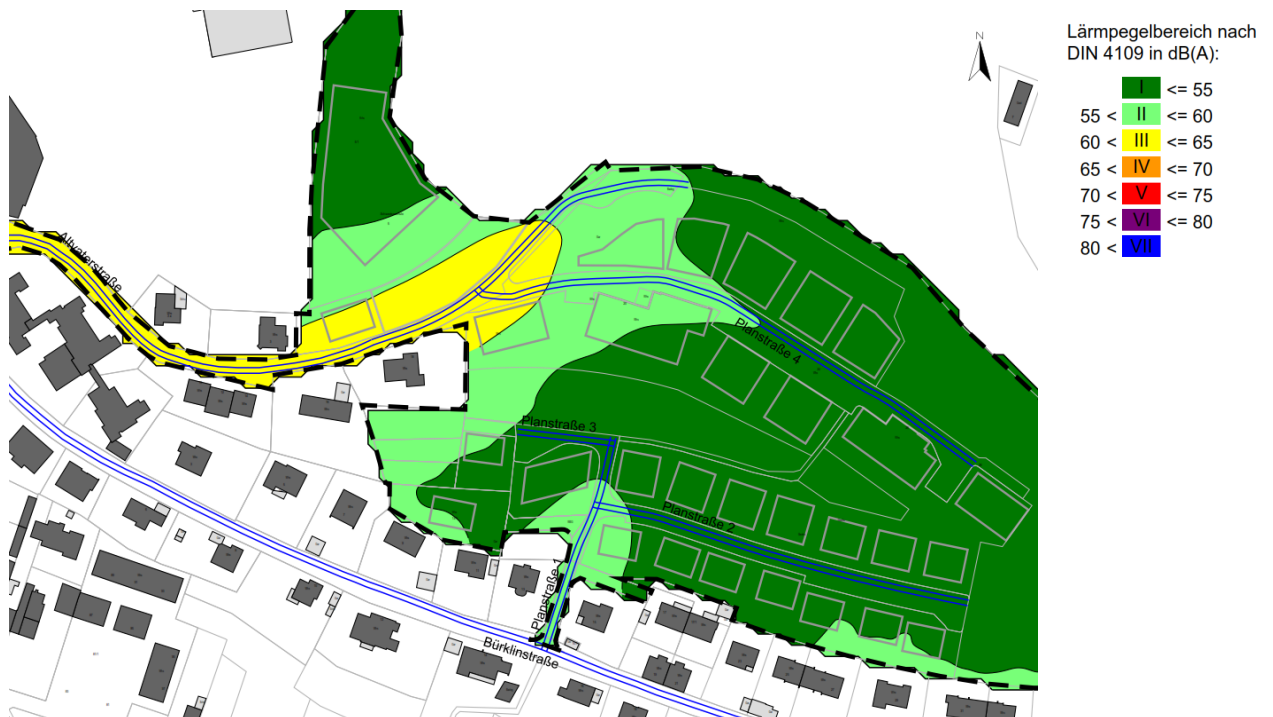 Lärmpegelbereich nach
DIN 4109 in dB(A):
I <= 55
55 < II <= 60
60 < III <= 65
65 < IV <= 70
70 < V <= 75
75 < VI <= 80
80 < VII
N
Altvaterstraße
Planstraße 4
Planstraße 3
Planstraße 2
Planstraße 1
Bürklinstraße